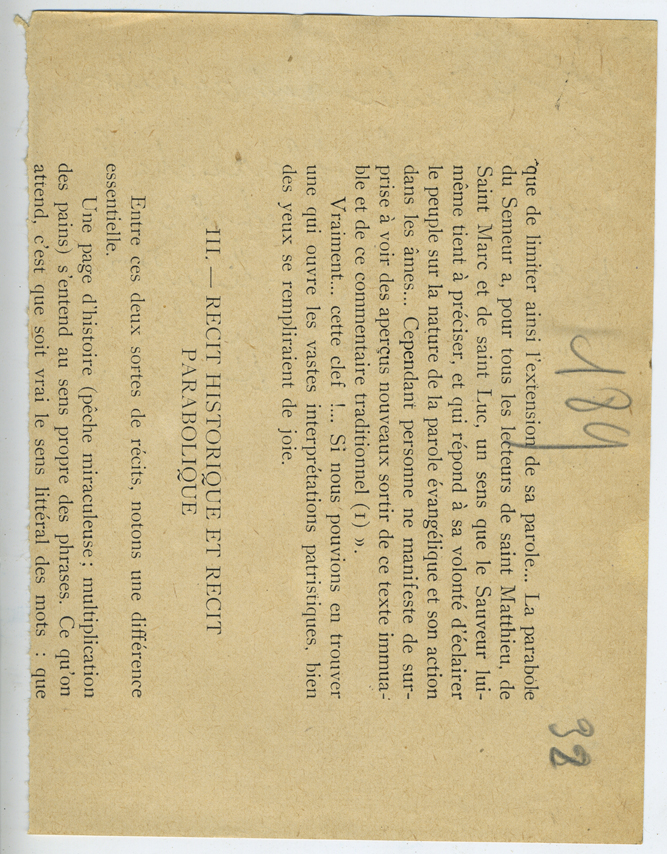 189
38
que de limiter ainsi l'extension de sa parole... La parabole
du Semeur a, pour tous les lecteurs de saint Matthieu, de
Saint Marc et de saint Luc, un sens que le Sauveur lui-
même tient à préciser, et qui répond à sa volonté d'éclairer
le peuple sur la nature de la parole évangélique et son action
dans les âmes... Cependant personne ne manifeste de sur-
prise à voir des aperçus nouveaux sortir de ce texte immua-
ble et de ce commentaire traditionnel (1) ».
Vraiment... cette clef !... Si nous pouvions en trouver
une qui ouvre les vastes interprétations patristiques, bien
des yeux se rempliraient de joie.
III. — RECIT HISTORIQUE ET RECIT
PARABOLIQUE
Entre ces deux sortes de récits, notons une différence
essentielle.
Une page d'histoire (pêche miraculeuse ; multiplication
des pains) s'entend au sens propre des phrases. Ce qu'on
attend, c'est que soit vrai le sens littéral des mots : que